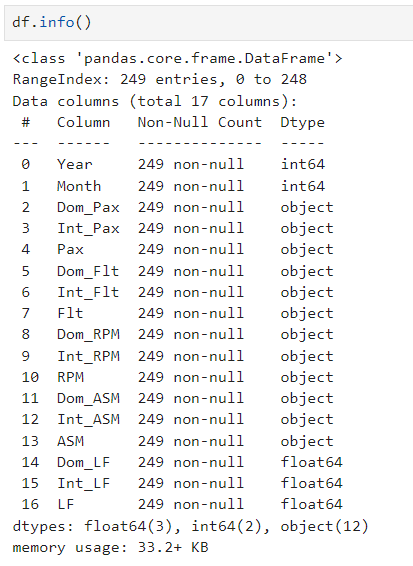 df.info()
<class 'pandas.core.frame.DataFrame'>
RangeIndex: 249 entries, 0 to 248
Data columns (total 17 columns):
 #   Column   Non-Null Count  Dtype
---  ------   --------------  -----
 0   Year     249 non-null    int64
 1   Month    249 non-null    int64
 2   Dom_Pax  249 non-null    object
 3   Int_Pax  249 non-null    object
 4   Pax      249 non-null    object
 5   Dom_Flt  249 non-null    object
 6   Int_Flt  249 non-null    object
 7   Flt      249 non-null    object
 8   Dom_RPM  249 non-null    object
 9   Int_RPM  249 non-null    object
 10  RPM      249 non-null    object
 11  Dom_ASM  249 non-null    object
 12  Int_ASM  249 non-null    object
 13  ASM      249 non-null    object
 14  Dom_LF   249 non-null    float64
 15  Int_LF   249 non-null    float64
 16  LF       249 non-null    float64
dtypes: float64(3), int64(2), object(12)
memory usage: 33.2+ KB